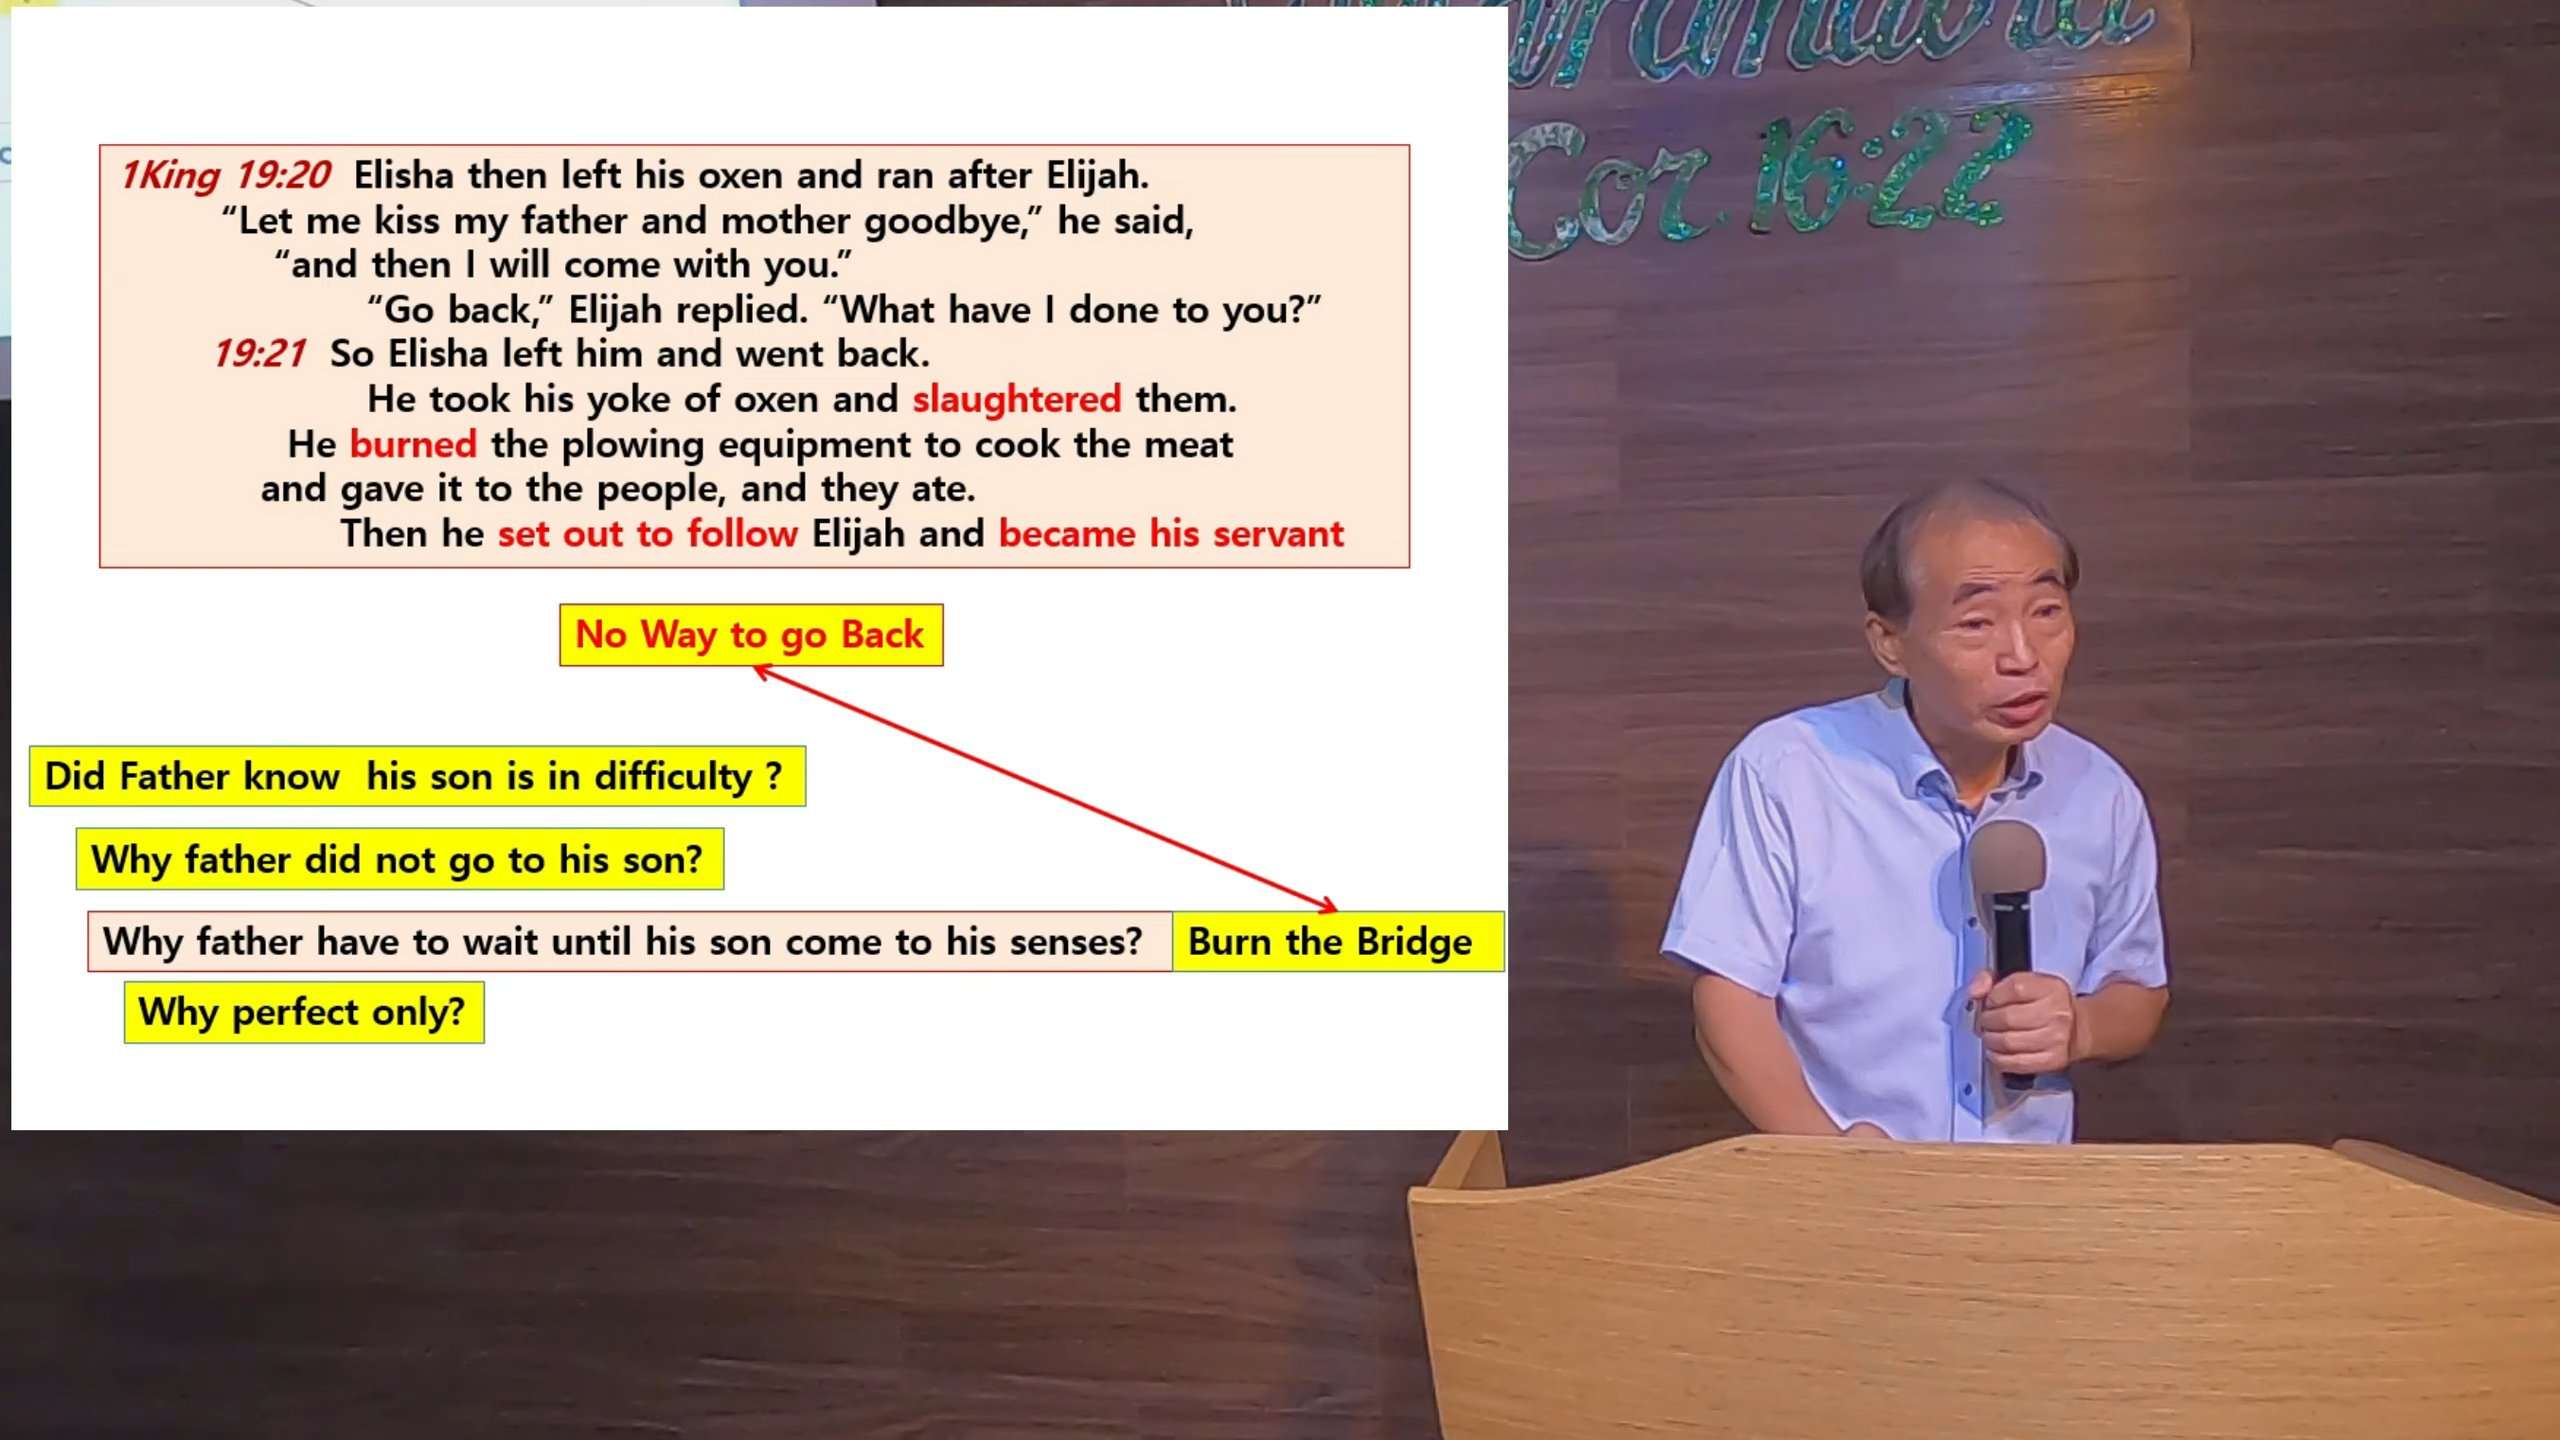 1King 19:20 Elisha then left his oxen and ran after Elijah.
“Let me kiss my father and mother goodbye,” he said,
“and then I will come with you.”
“Go back,” Elijah replied. “What have I done to you?”
19:21 So Elisha left him and went back.
He took his yoke of oxen and slaughtered them.
He burned the plowing equipment to cook the meat
and gave it to the people, and they ate.
Then he set out to follow Elijah and became his servant
No Way to go Back
Did Father know his son is in difficulty ?
Why father did not go to his son?
Why father have to wait until his son come to his senses?
Burn the Bridge
Why perfect only?
Cor. 16:22